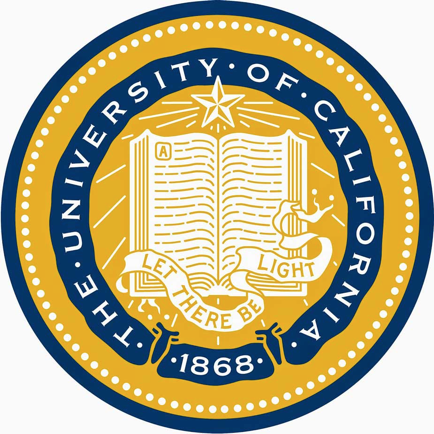 THE·UNIVERSITY·OF·CALIFORNIA·
A
LET THERE BE LIGHT
·1868·